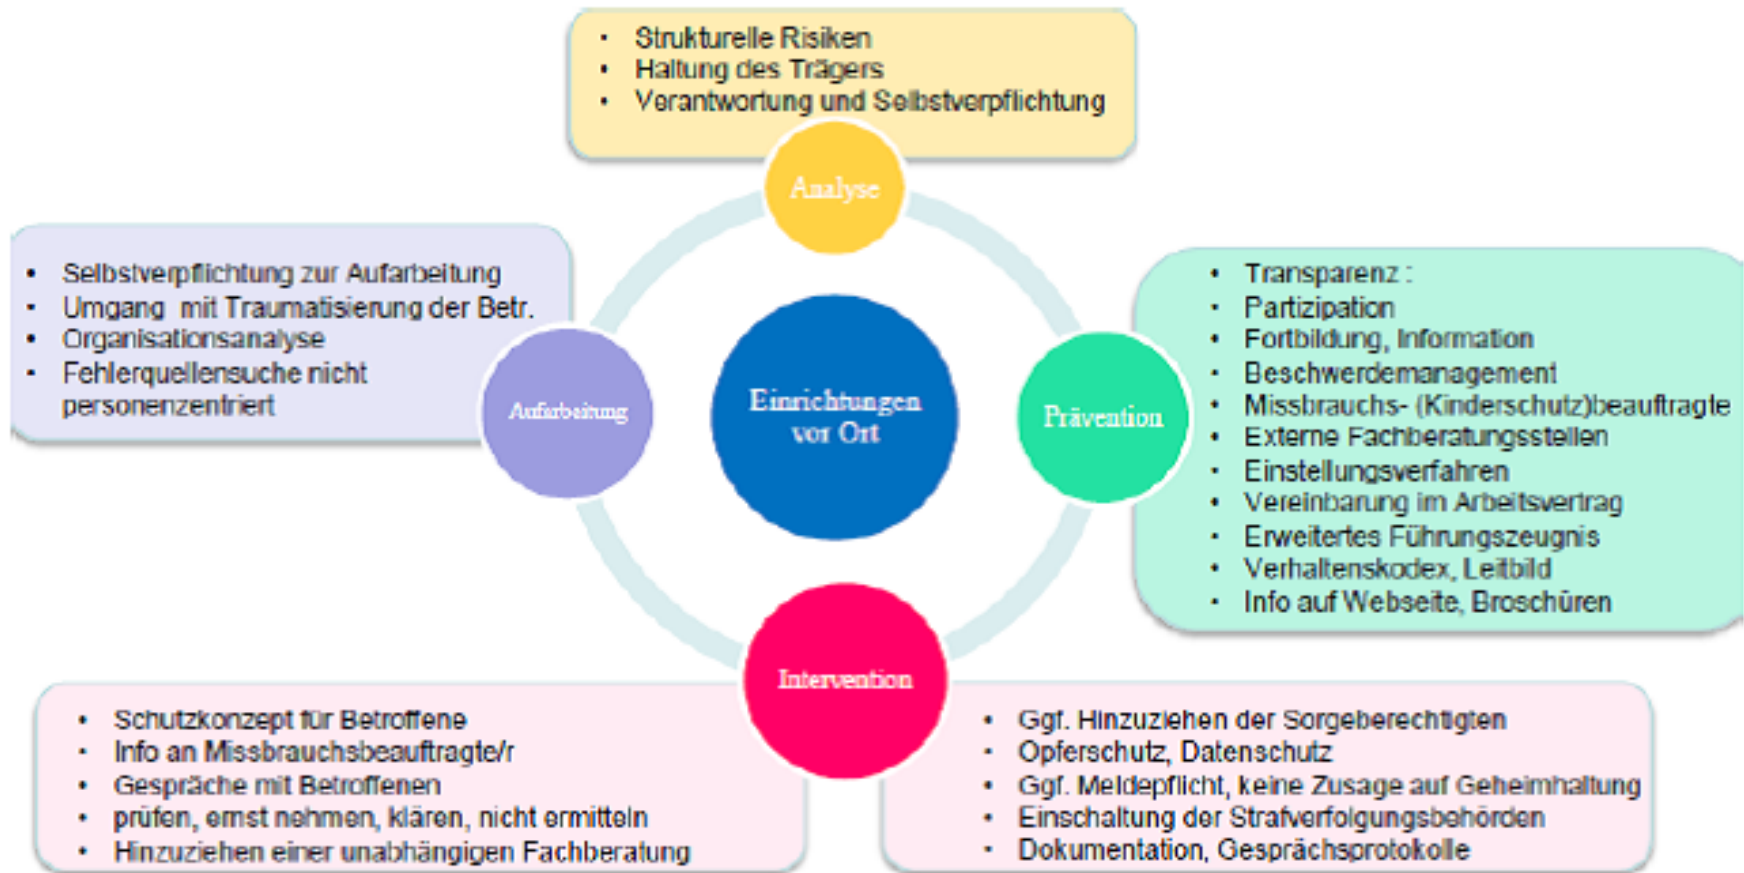 • Strukturelle Risiken
• Haltung des Trägers
• Verantwortung und Selbstverpflichtung
Analyse
• Selbstverpflichtung zur Aufarbeitung
• Umgang mit Traumatisierung der Betr.
• Organisationsanalyse
• Fehlerquellensuche nicht
personenzentriert
Aufarbeitung
Einrichtungen
vor Ort
Prävention
• Transparenz :
• Partizipation
• Fortbildung, Information
• Beschwerdemanagement
• Missbrauchs- (Kinderschutz)beauftragte
• Externe Fachberatungsstellen
• Einstellungsverfahren
• Vereinbarung im Arbeitsvertrag
• Erweitertes Führungszeugnis
• Verhaltenskodex, Leitbild
• Info auf Webseite, Broschüren
Intervention
• Schutzkonzept für Betroffene
• Info an Missbrauchsbeauftragte/r
• Gespräche mit Betroffenen
• prüfen, ernst nehmen, klären, nicht ermitteln
• Hinzuziehen einer unabhängigen Fachberatung
• Ggf. Hinzuziehen der Sorgeberechtigten
• Opferschutz, Datenschutz
• Ggf. Meldepflicht, keine Zusage auf Geheimhaltung
• Einschaltung der Strafverfolgungsbehörden
• Dokumentation, Gesprächsprotokolle